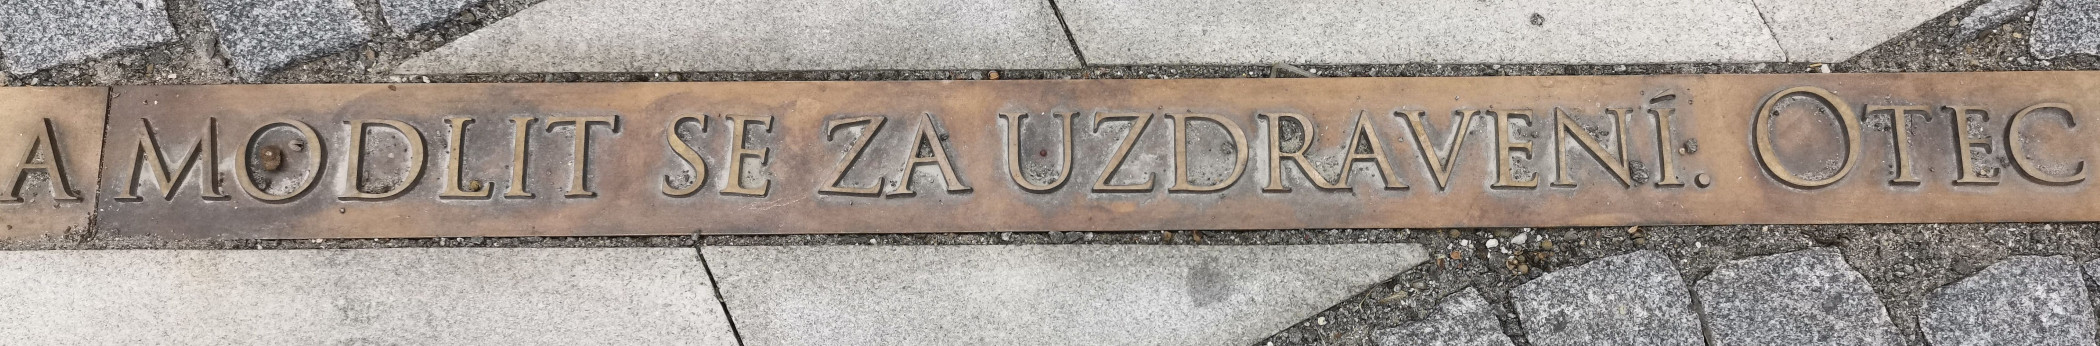 A MODLIT SE ZA UZDRAVENÍ. OTEC